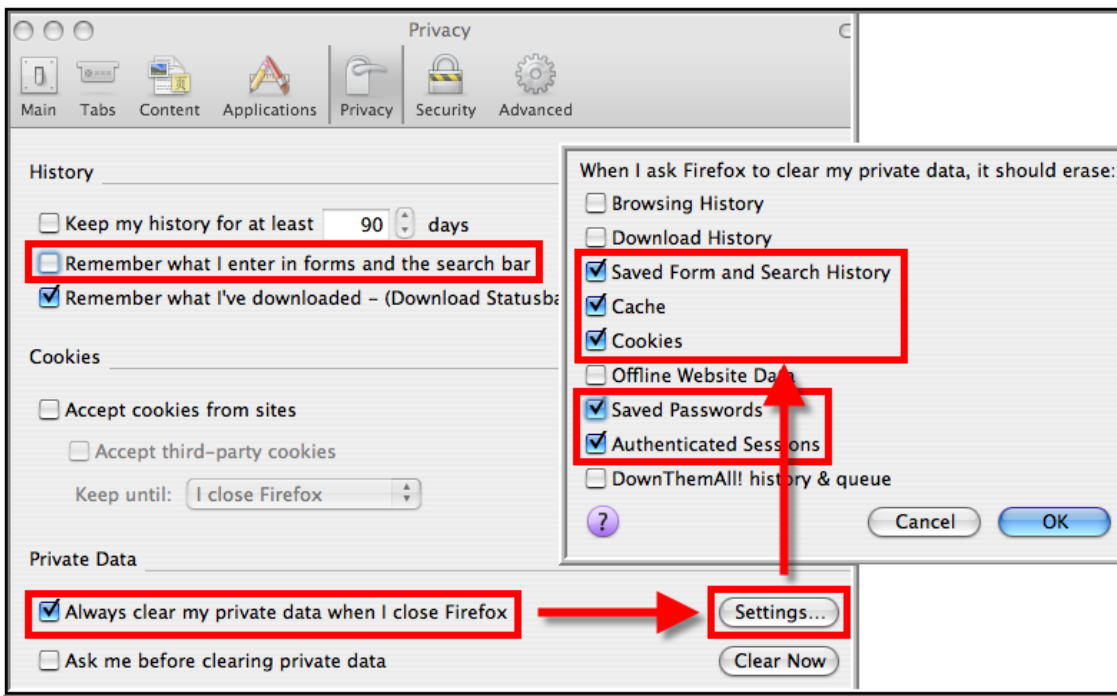 Privacy
Main Tabs Content Applications Privacy Security Advanced
History
Keep my history for at least 90 days
Remember what I enter in forms and the search bar
Remember what I've downloaded – (Download Statusba
Cookies
Accept cookies from sites
Accept third-party cookies
Keep until: I close Firefox
Private Data
Always clear my private data when I close Firefox Settings...
Ask me before clearing private data Clear Now
When I ask Firefox to clear my private data, it should erase:
Browsing History
Download History
Saved Form and Search History
Cache
Cookies
Offline Website Data
Saved Passwords
Authenticated Sessions
DownThemAll! history & queue
? Cancel OK